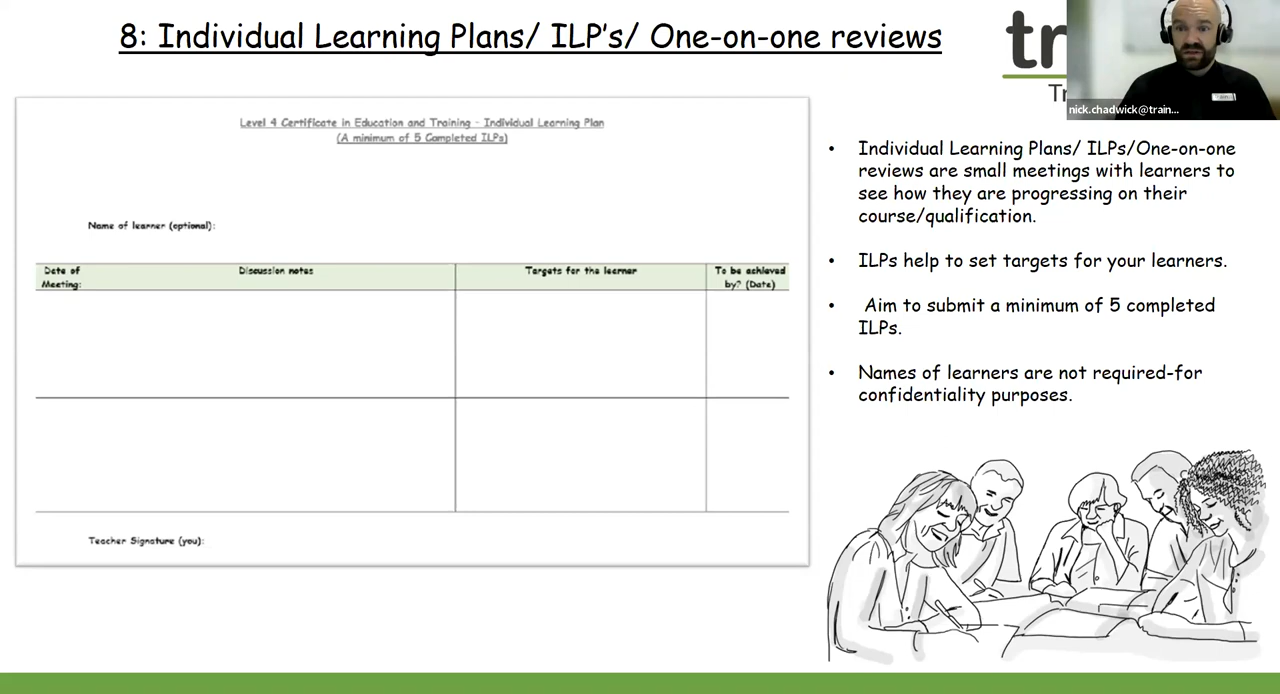 8: Individual Learning Plans/ ILP's/ One-on-one reviews
tr
Tr
nick.chadwick@train...
Level 4 Certificate in Education and Training - Individual Learning Plan
(A minimum of 5 Completed ILPs)
Name of learner (optional):
Date of Meeting:
Discussion notes
Targets for the learner
To be achieved by? (Date)
Teacher Signature (you):
• Individual Learning Plans/ ILPs/One-on-one
reviews are small meetings with learners to
see how they are progressing on their
course/qualification.
• ILPs help to set targets for your learners.
• Aim to submit a minimum of 5 completed
ILPs.
• Names of learners are not required-for
confidentiality purposes.